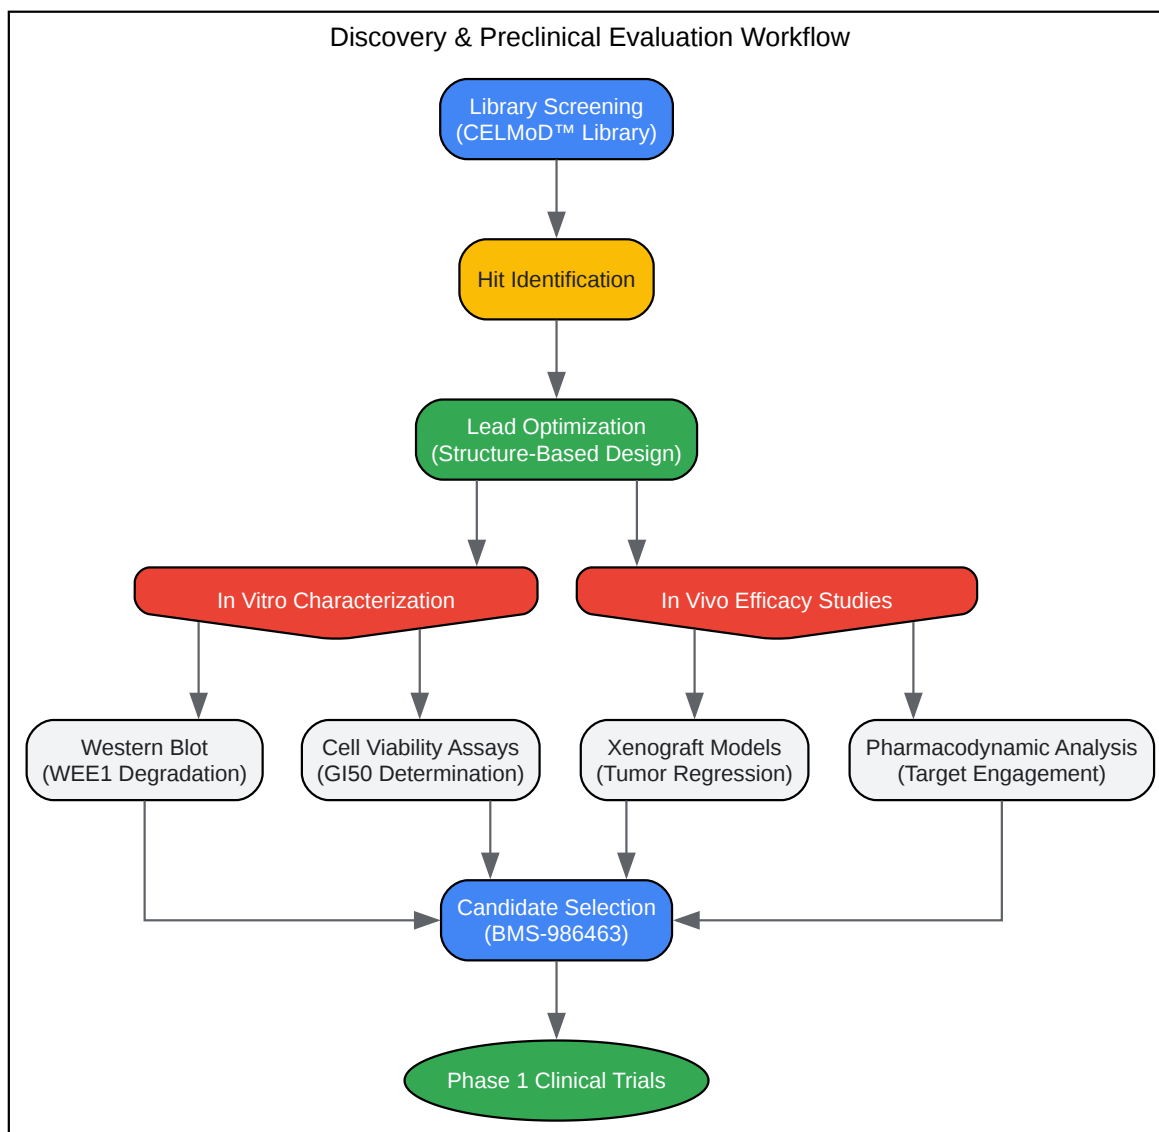 Discovery & Preclinical Evaluation Workflow
Library Screening
(CELMoD™ Library)
Hit Identification
Lead Optimization
(Structure-Based Design)
In Vitro Characterization
In Vivo Efficacy Studies
Western Blot
(WEE1 Degradation)
Cell Viability Assays
(GI50 Determination)
Xenograft Models
(Tumor Regression)
Pharmacodynamic Analysis
(Target Engagement)
Candidate Selection
(BMS-986463)
Phase 1 Clinical Trials